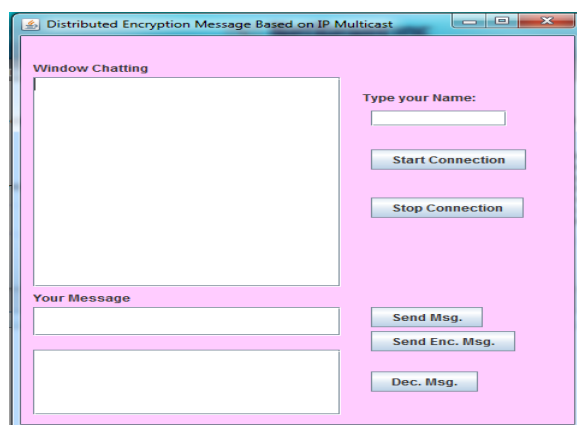 Distributed Encryption Message Based on IP Multicast
Window Chatting
Type your Name:
Start Connection
Stop Connection
Your Message
Send Msg.
Send Enc. Msg.
Dec. Msg.